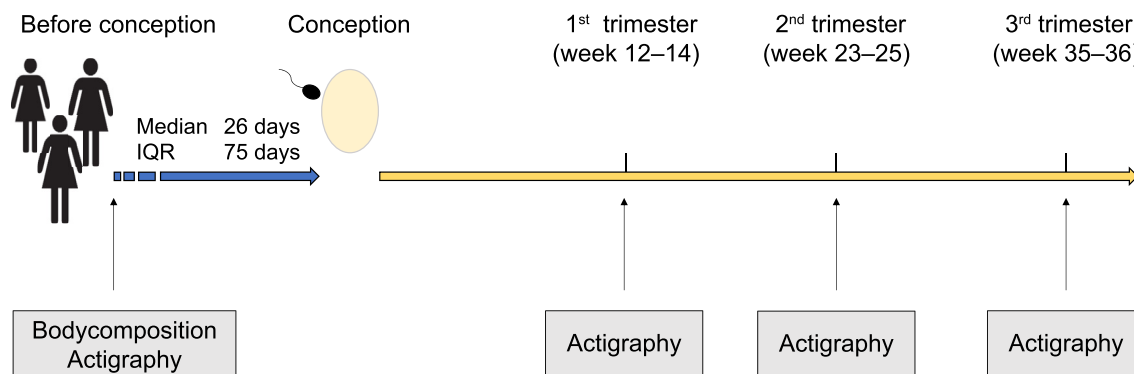 Before conception
Conception
1st trimester
(week 12–14)
2nd trimester
(week 23–25)
3rd trimester
(week 35–36)
Median 26 days
IQR 75 days
Bodycomposition
Actigraphy
Actigraphy
Actigraphy
Actigraphy